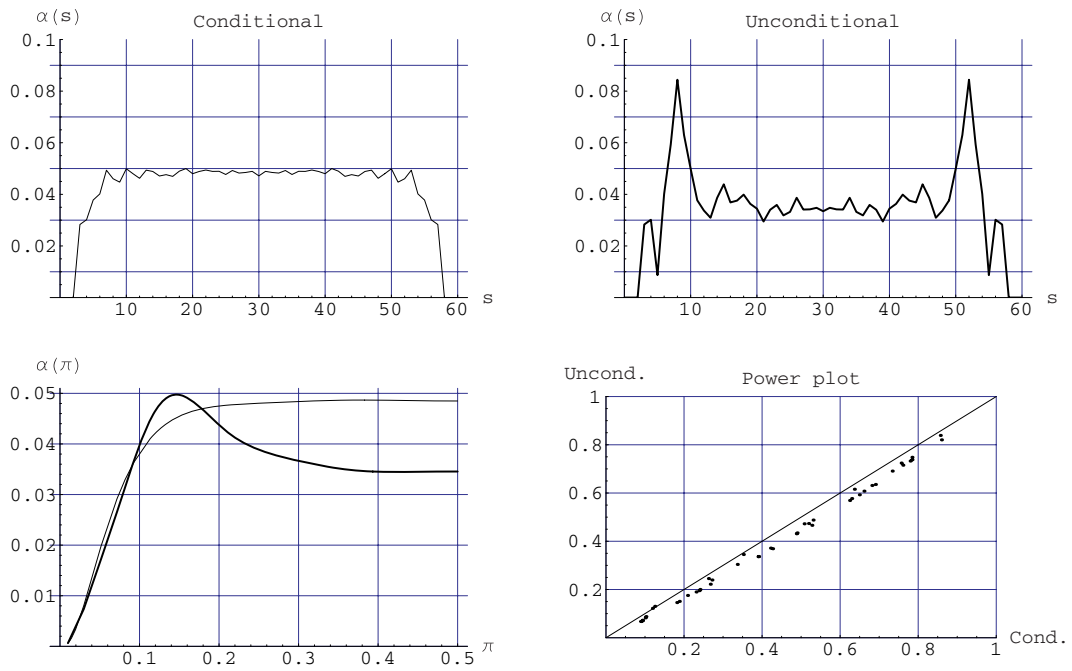 α(s)
Conditional
0.1
0.08
0.06
0.04
0.02
10 20 30 40 50 60 s
α(s)
Unconditional
0.1
0.08
0.06
0.04
0.02
10 20 30 40 50 60 s
α(π)
0.05
0.04
0.03
0.02
0.01
0.1 0.2 0.3 0.4 0.5 π
Uncond.
Power plot
1
0.8
0.6
0.4
0.2
0.2 0.4 0.6 0.8 1 Cond.